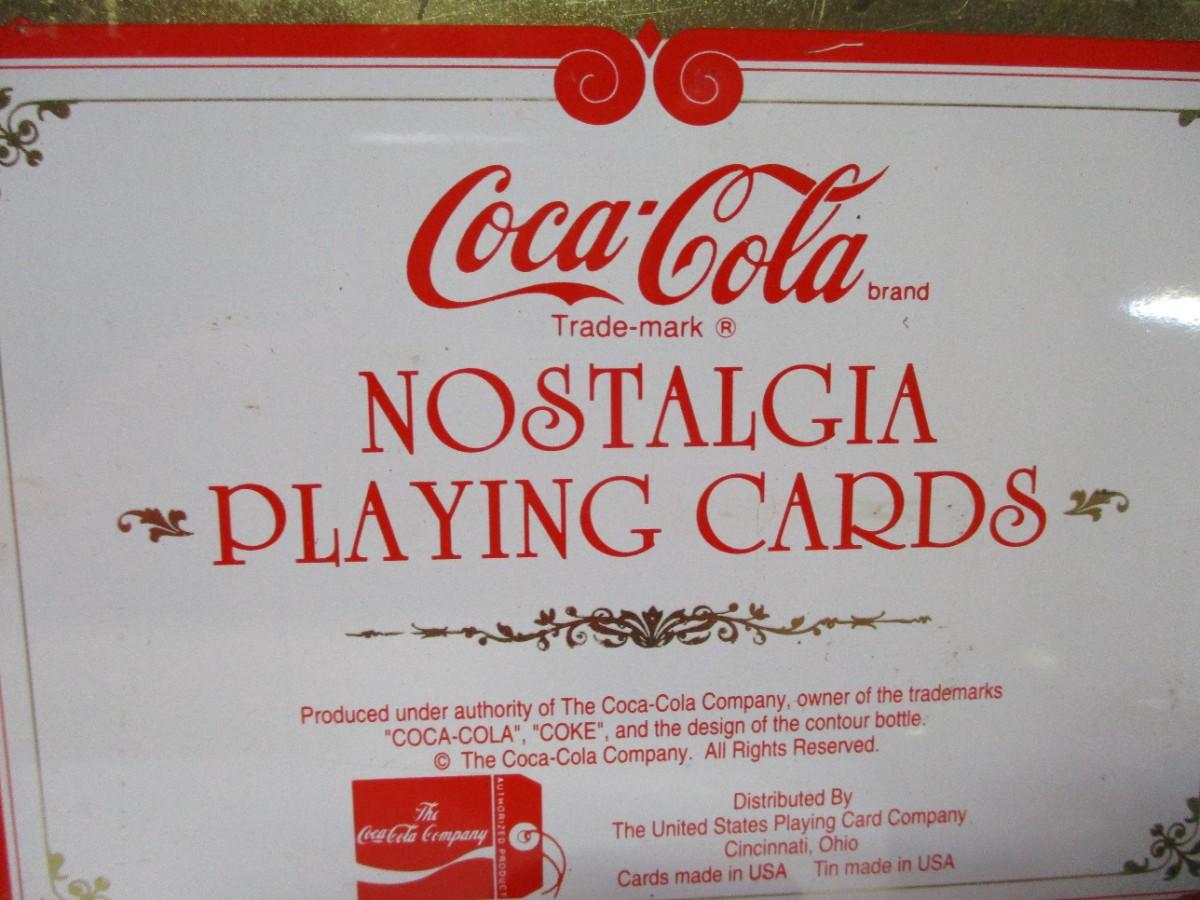 Coca-Cola brand
Trade-mark ®
NOSTALGIA
PLAYING CARDS
Produced under authority of The Coca-Cola Company, owner of the trademarks
"COCA-COLA", "COKE", and the design of the contour bottle.
© The Coca-Cola Company. All Rights Reserved.
The
Coca-Cola Company
AUTHORIZED PRODUCT
Distributed By
The United States Playing Card Company
Cincinnati, Ohio
Cards made in USA Tin made in USA